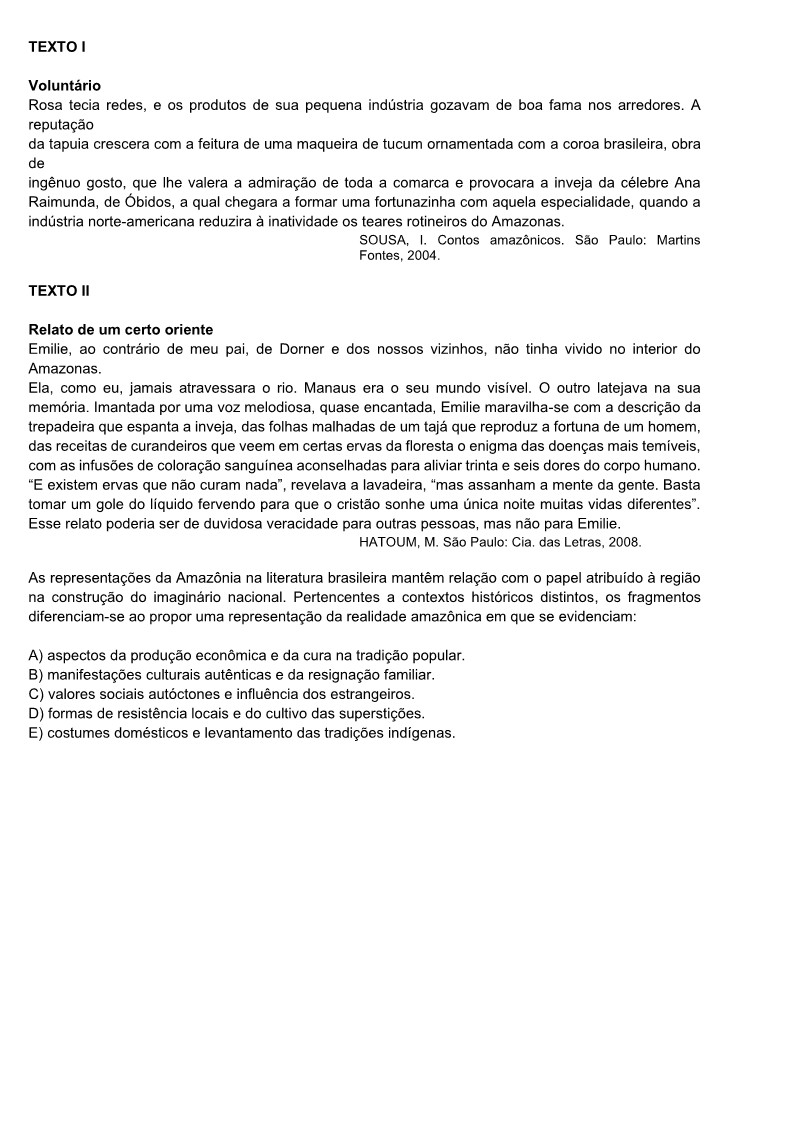 TEXTO I
Voluntário
Rosa tecia redes, e os produtos de sua pequena indústria gozavam de boa fama nos arredores. A
reputação
da tapuia crescera com a feitura de uma maqueira de tucum ornamentada com a coroa brasileira, obra
de
ingênuo gosto, que lhe valera a admiração de toda a comarca e provocara a inveja da célebre Ana
Raimunda, de Óbidos, a qual chegara a formar uma fortunazinha com aquela especialidade, quando a
indústria norte-americana reduzira à inatividade os teares rotineiros do Amazonas.
SOUSA, I. Contos amazônicos. São Paulo: Martins
Fontes, 2004.
TEXTO II
Relato de um certo oriente
Emilie, ao contrário de meu pai, de Dorner e dos nossos vizinhos, não tinha vivido no interior do
Amazonas.
Ela, como eu, jamais atravessara o rio. Manaus era o seu mundo visível. O outro latejava na sua
memória. Imantada por uma voz melodiosa, quase encantada, Emilie maravilha-se com a descrição da
trepadeira que espanta a inveja, das folhas malhadas de um tajá que reproduz a fortuna de um homem,
das receitas de curandeiros que veem em certas ervas da floresta o enigma das doenças mais temíveis,
com as infusões de coloração sanguínea aconselhadas para aliviar trinta e seis dores do corpo humano.
“E existem ervas que não curam nada”, revelava a lavadeira, “mas assanham a mente da gente. Basta
tomar um gole do líquido fervendo para que o cristão sonhe uma única noite muitas vidas diferentes”.
Esse relato poderia ser de duvidosa veracidade para outras pessoas, mas não para Emilie.
HATOUM, M. São Paulo: Cia. das Letras, 2008.
As representações da Amazônia na literatura brasileira mantêm relação com o papel atribuído à região
na construção do imaginário nacional. Pertencentes a contextos históricos distintos, os fragmentos
diferenciam-se ao propor uma representação da realidade amazônica em que se evidenciam:
A) aspectos da produção econômica e da cura na tradição popular.
B) manifestações culturais autênticas e da resignação familiar.
C) valores sociais autóctones e influência dos estrangeiros.
D) formas de resistência locais e do cultivo das superstições.
E) costumes domésticos e levantamento das tradições indígenas.